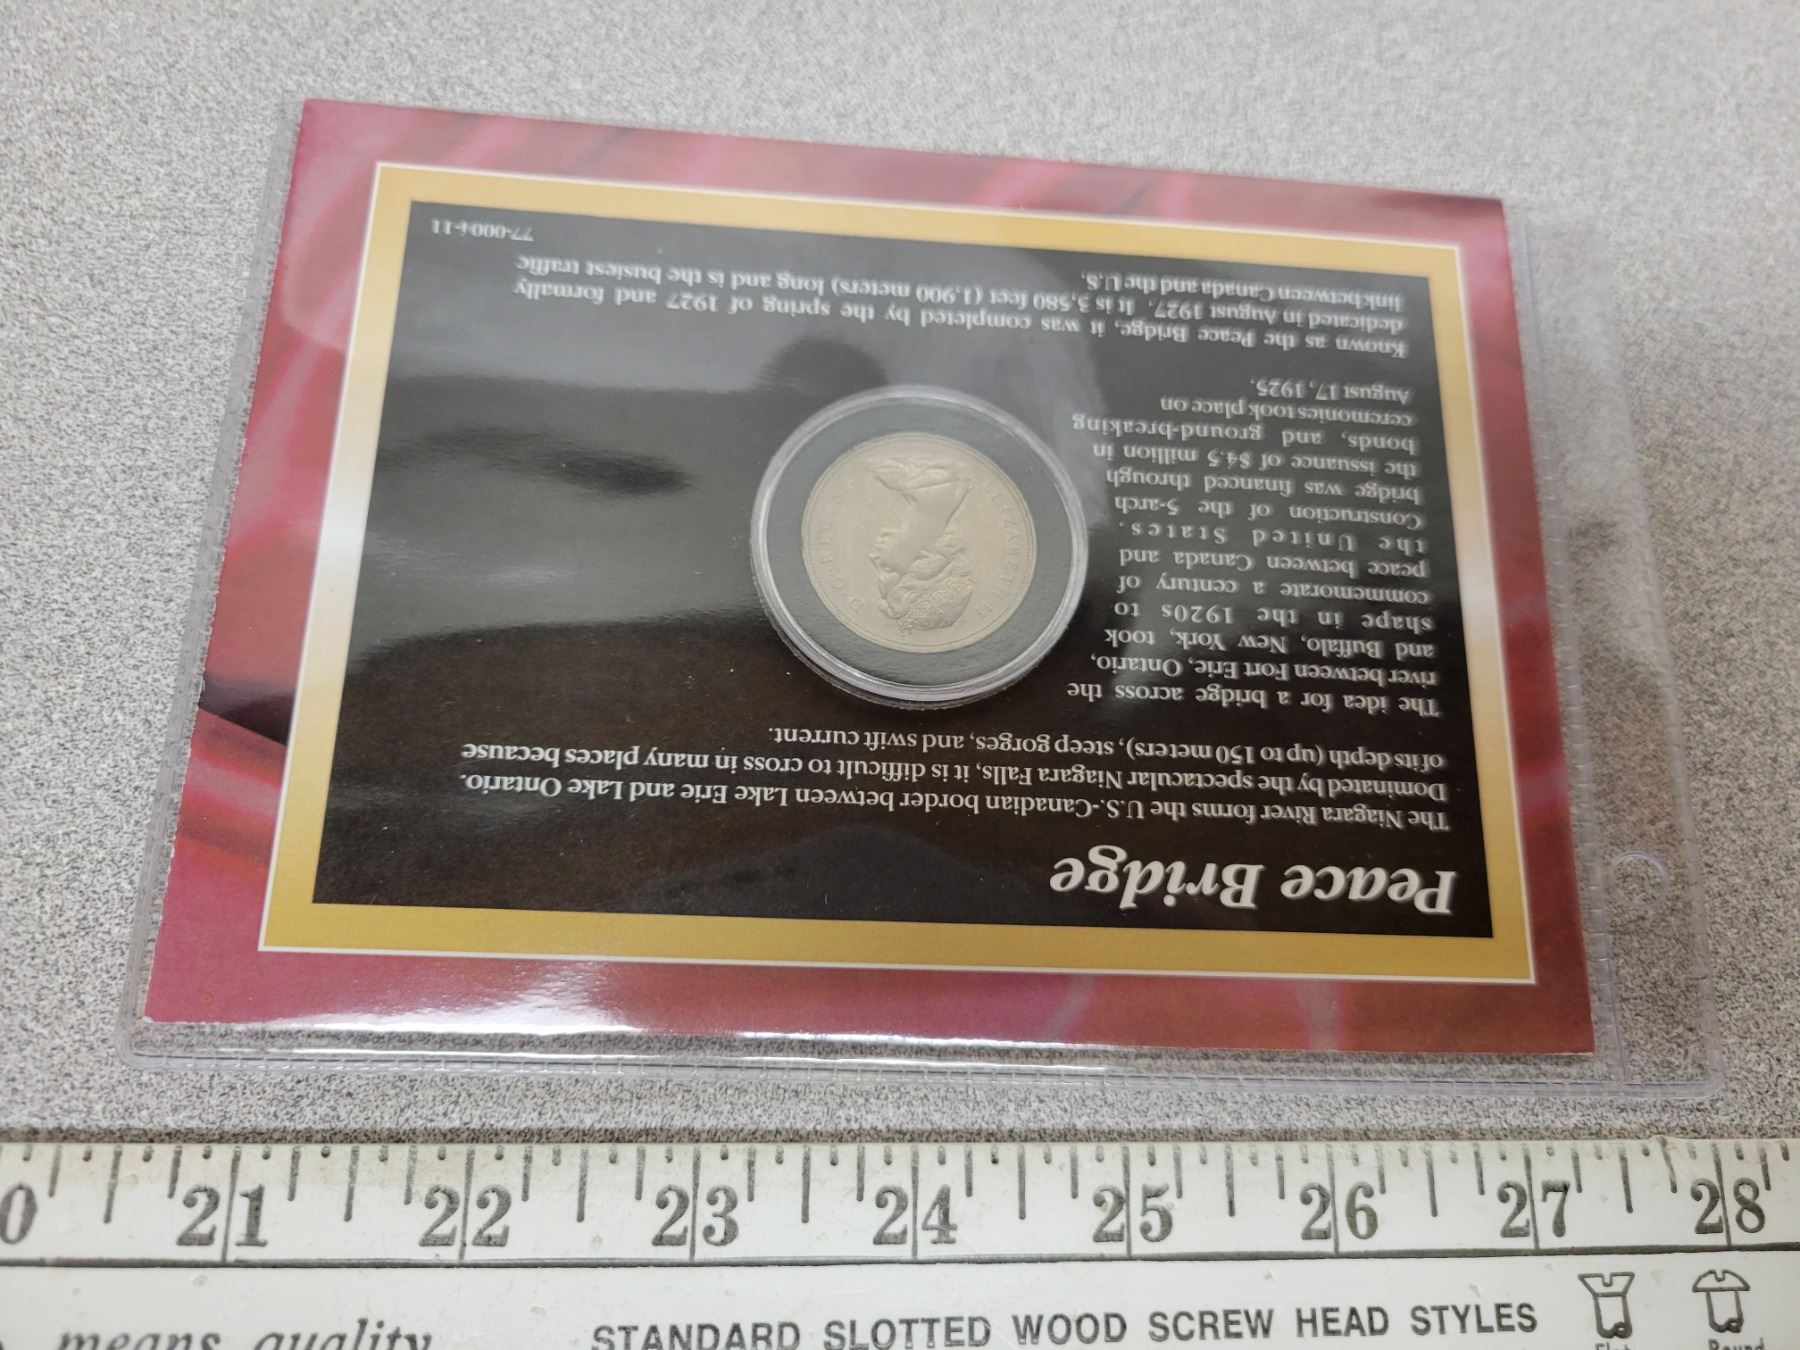 Peace Bridge
The Niagara River forms the U.S.-Canadian border between Lake Erie and Lake Ontario.
Dominated by the spectacular Niagara Falls, it is difficult to cross in many places because
of its depth (up to 150 meters), steep gorges, and swift current.
The idea for a bridge across the
river between Fort Erie, Ontario,
and Buffalo, New York, took
shape in the 1920s to
commemorate a century of
peace between Canada and
the United States.
Construction of the 5-arch
bridge was financed through
the issuance of $4.5 million in
bonds, and ground-breaking
ceremonies took place on
August 17, 1925.
Known as the Peace Bridge, it was completed by the spring of 1927 and formally
dedicated in August 1927. It is 3,580 feet (1,900 meters) long and is the busiest traffic
link between Canada and the U.S.
77-0004-11
ELIZABETH II
D·G·REGINA
0 21 22 23 24 25 26 27 28
means quality
STANDARD SLOTTED WOOD SCREW HEAD STYLES
Flat
Round